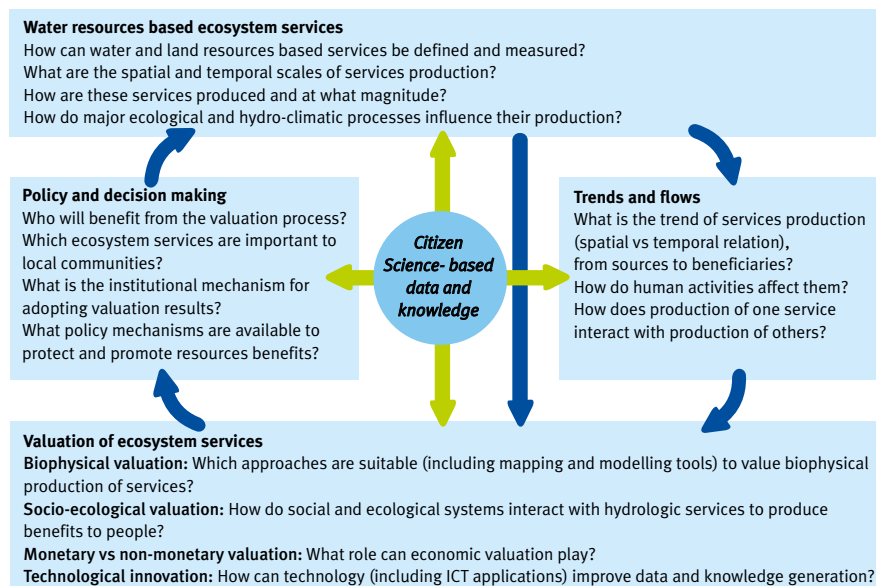 Water resources based ecosystem services
How can water and land resources based services be defined and measured?
What are the spatial and temporal scales of services production?
How are these services produced and at what magnitude?
How do major ecological and hydro-climatic processes influence their production?
Policy and decision making
Who will benefit from the valuation process?
Which ecosystem services are important to
local communities?
What is the institutional mechanism for
adopting valuation results?
What policy mechanisms are available to
protect and promote resources benefits?
Citizen
Science- based
data and
knowledge
Trends and flows
What is the trend of services production
(spatial vs temporal relation),
from sources to beneficiaries?
How do human activities affect them?
How does production of one service
interact with production of others?
Valuation of ecosystem services
Biophysical valuation: Which approaches are suitable (including mapping and modelling tools) to value biophysical
production of services?
Socio-ecological valuation: How do social and ecological systems interact with hydrologic services to produce
benefits to people?
Monetary vs non-monetary valuation: What role can economic valuation play?
Technological innovation: How can technology (including ICT applications) improve data and knowledge generation?